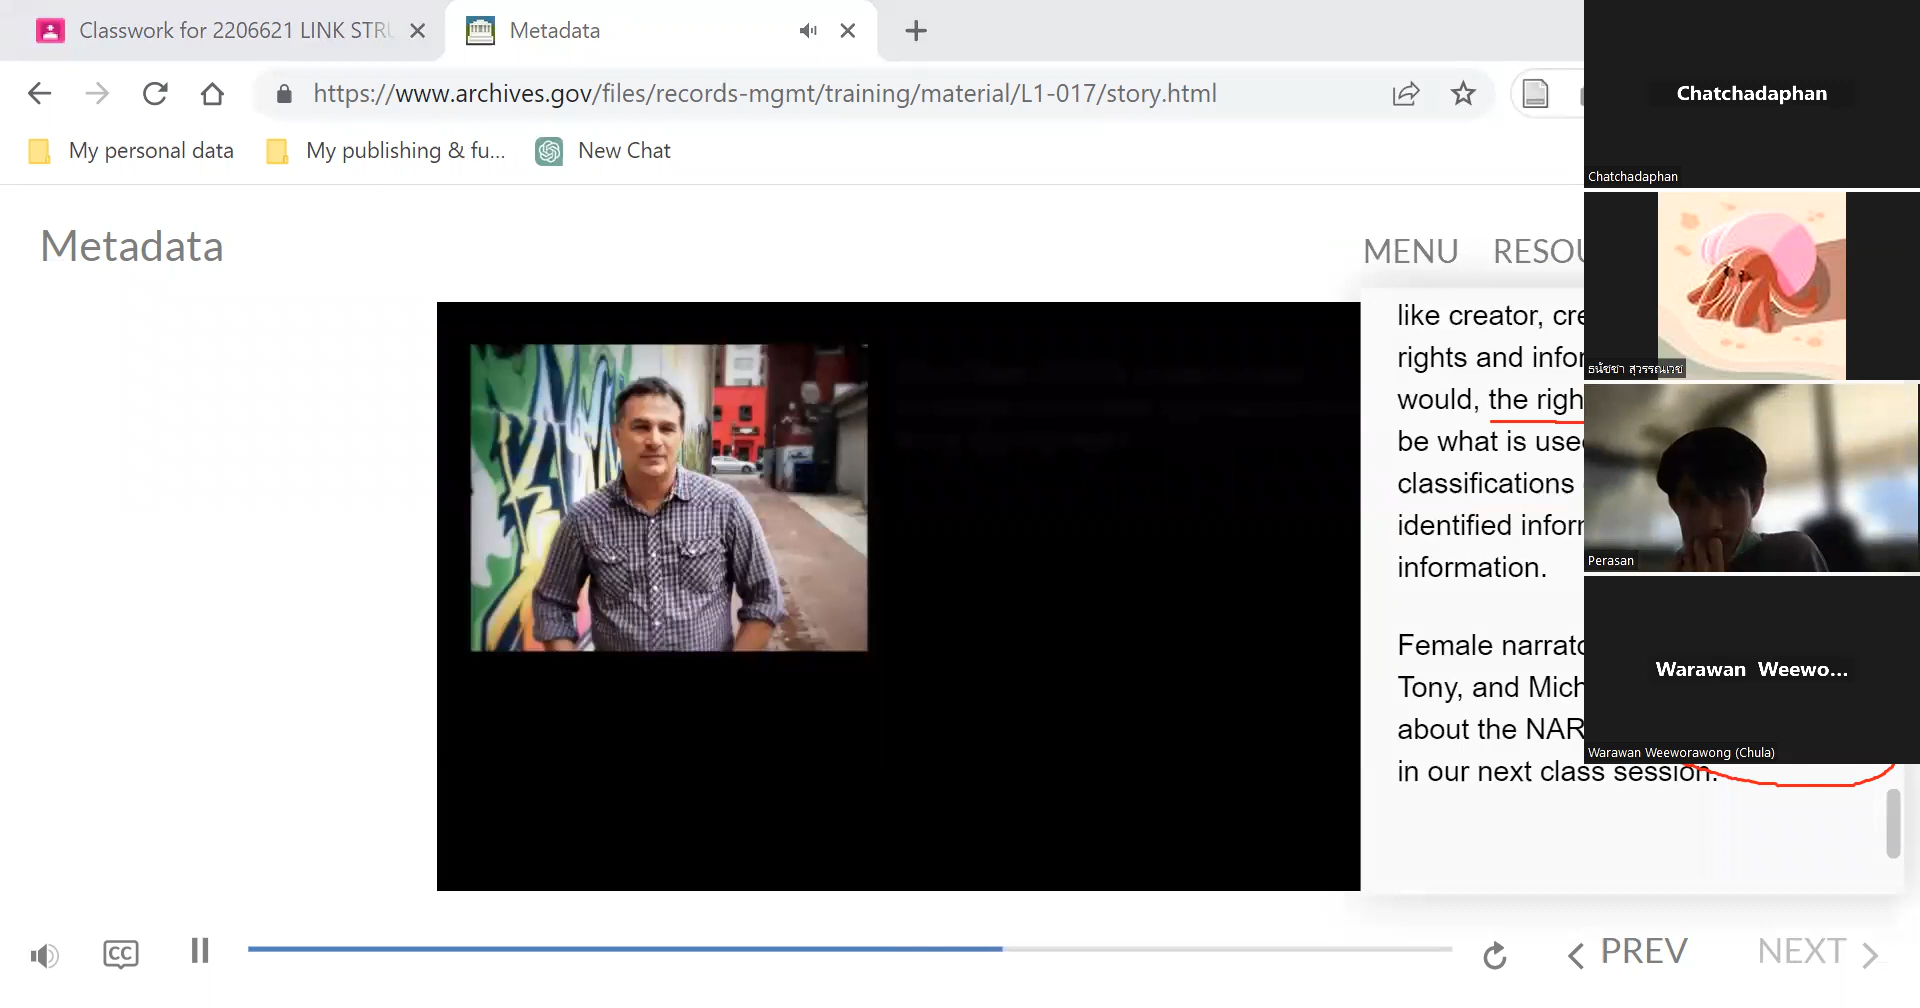 Classwork for 2206621 LINK STRU
Metadata
https://www.archives.gov/files/records-mgmt/training/material/L1-017/story.html
My personal data
My publishing & fu...
New Chat
Metadata
MENU RESOU
like creator, cre
rights and infor
would, the righ
be what is use
classifications
identified inforr
information.
Female narrato
Tony, and Mich
about the NAR
in our next class session.
CC
PREV
NEXT
Chatchadaphan
Chatchadaphan
ธนัชชา สุวรรณเวช
Perasan
Warawan Weewo...
Warawan Weeworawong (Chula)